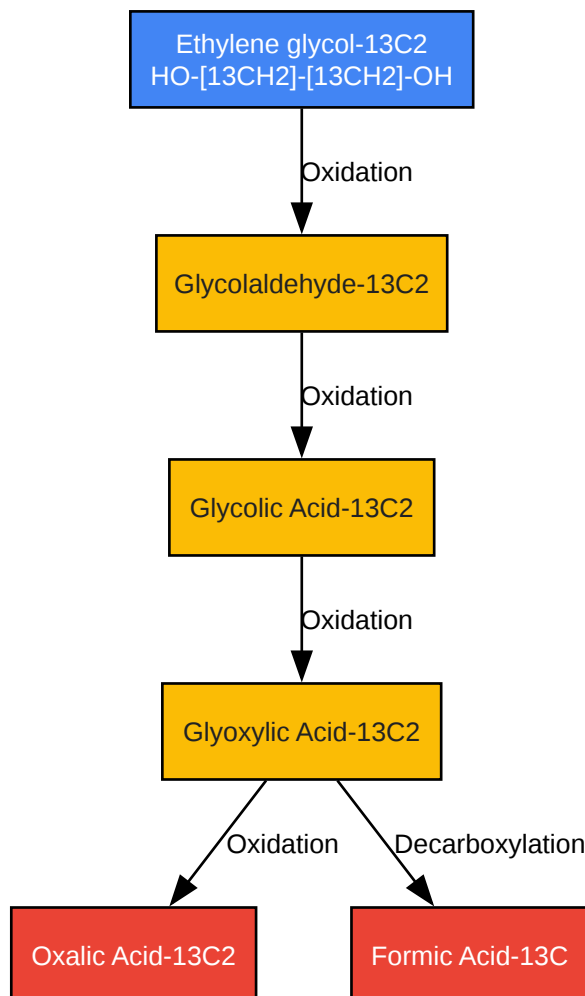 Ethylene glycol-13C2
HO-[13CH2]-[13CH2]-OH
Oxidation
Glycolaldehyde-13C2
Oxidation
Glycolic Acid-13C2
Oxidation
Glyoxylic Acid-13C2
Oxidation
Decarboxylation
Oxalic Acid-13C2
Formic Acid-13C